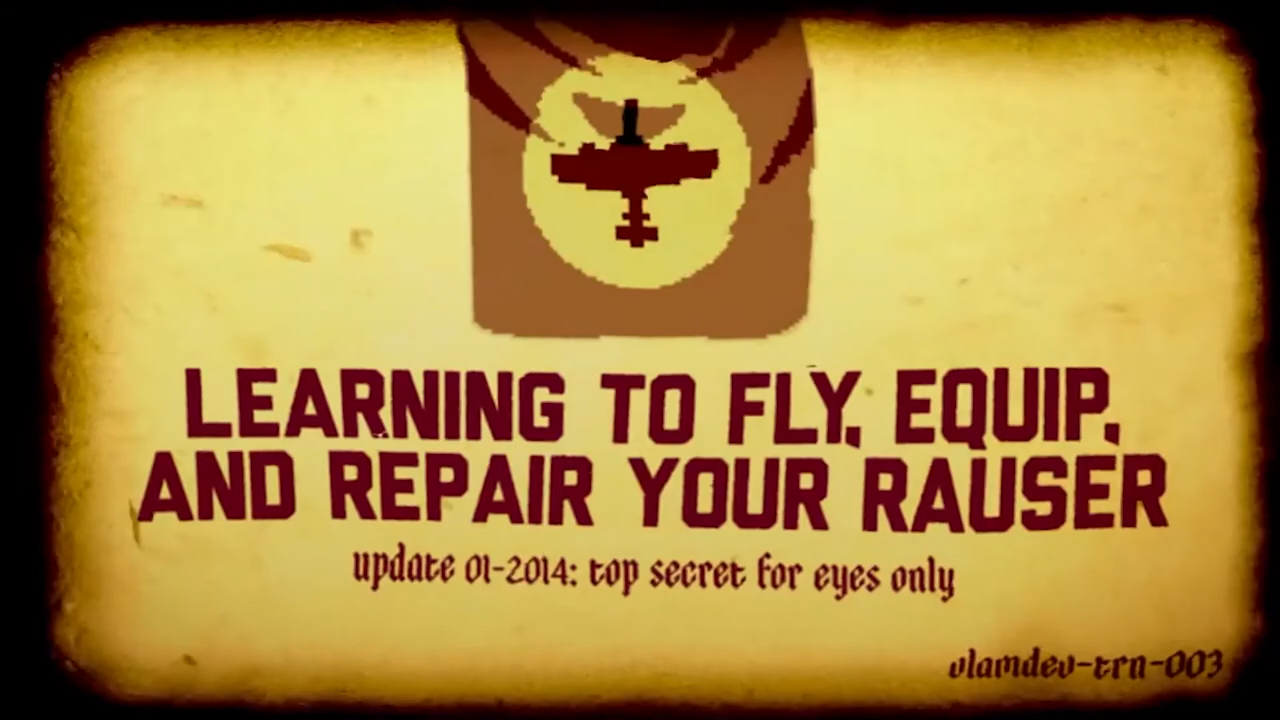 LEARNING TO FLY, EQUIP,
AND REPAIR YOUR RAUSER
update 01-2014: top secret for eyes only
vlamdev-trn-003